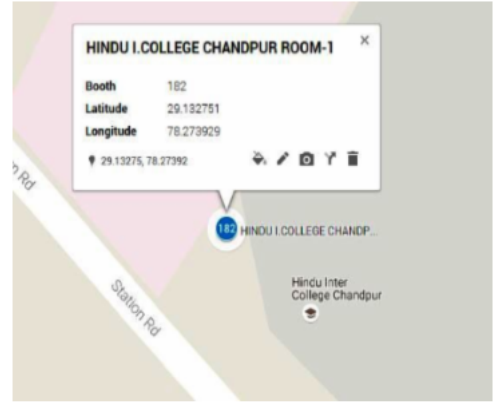 HINDU I.COLLEGE CHANDPUR ROOM-1
Booth 182
Latitude 29.132751
Longitude 78.273929
29.13275, 78.27392
n Rd
182 HINDU I.COLLEGE CHANDP...
Hindu Inter
College Chandpur
Station Rd